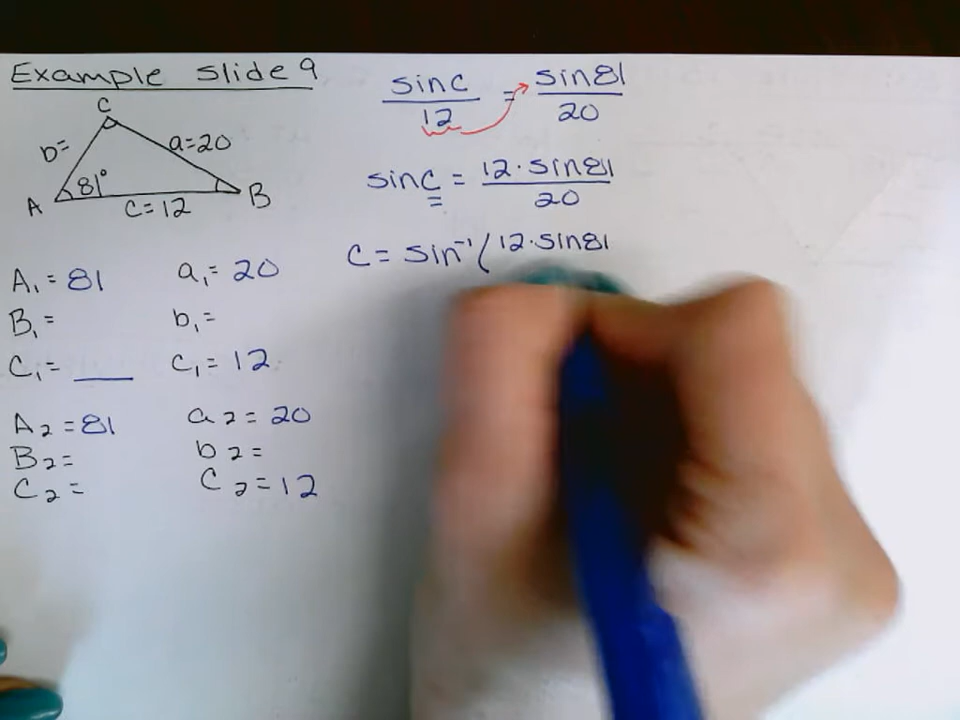 Example slide 9
C
b=
a=20
81°
A
B
C=12
A₁= 81 a₁= 20
B₁= b₁=
C₁= ___ C₁= 12
A₂=81 a₂= 20
B₂= b₂=
C₂= C₂=12
sinC/12 = sin81/20
sinC = 12·sin81/20
C = sin⁻¹(12·sin81